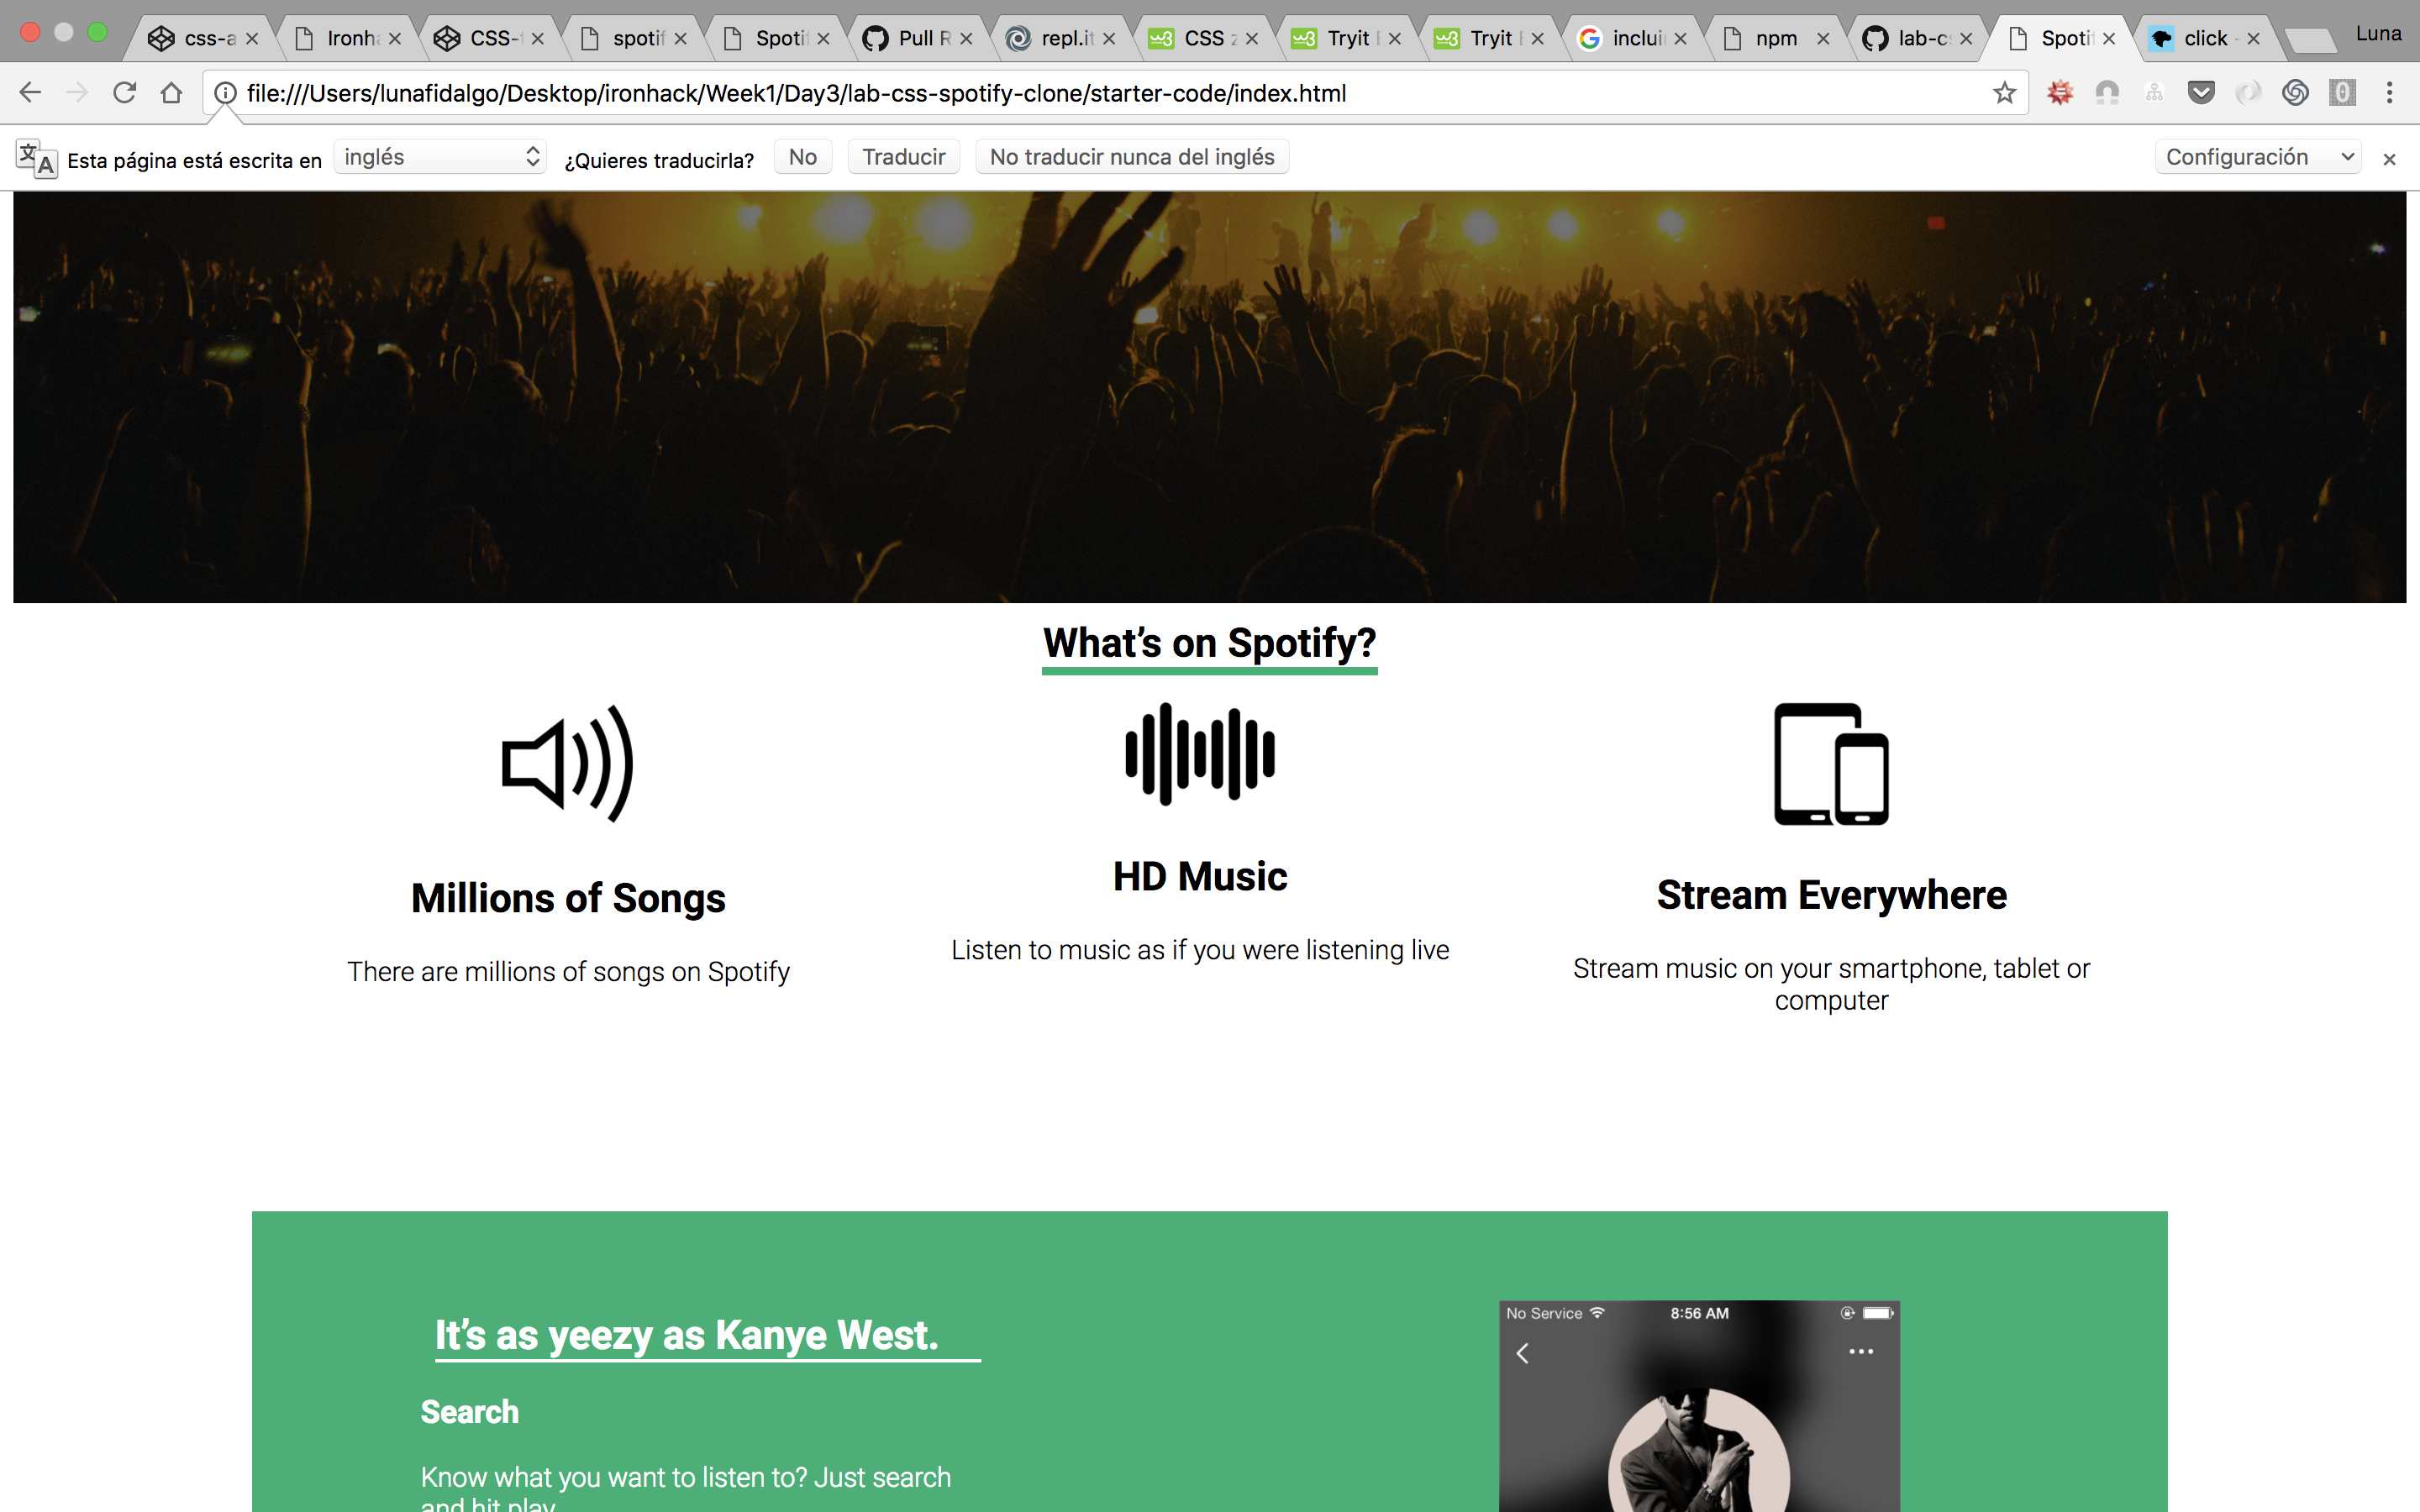 css-a
Ironha
CSS-
spotif
Spotif
Pull R
repl.it
CSS z
Tryit E
Tryit E
inclui
npm
lab-cs
Spotif
click -
Luna
file:///Users/lunafidalgo/Desktop/ironhack/Week1/Day3/lab-css-spotify-clone/starter-code/index.html
Esta página está escrita en inglés ¿Quieres traducirla? No Traducir No traducir nunca del inglés Configuración
What’s on Spotify?
Millions of Songs
There are millions of songs on Spotify
HD Music
Listen to music as if you were listening live
Stream Everywhere
Stream music on your smartphone, tablet or
computer
It’s as yeezy as Kanye West.
Search
Know what you want to listen to? Just search
and hit play
No Service 8:56 AM